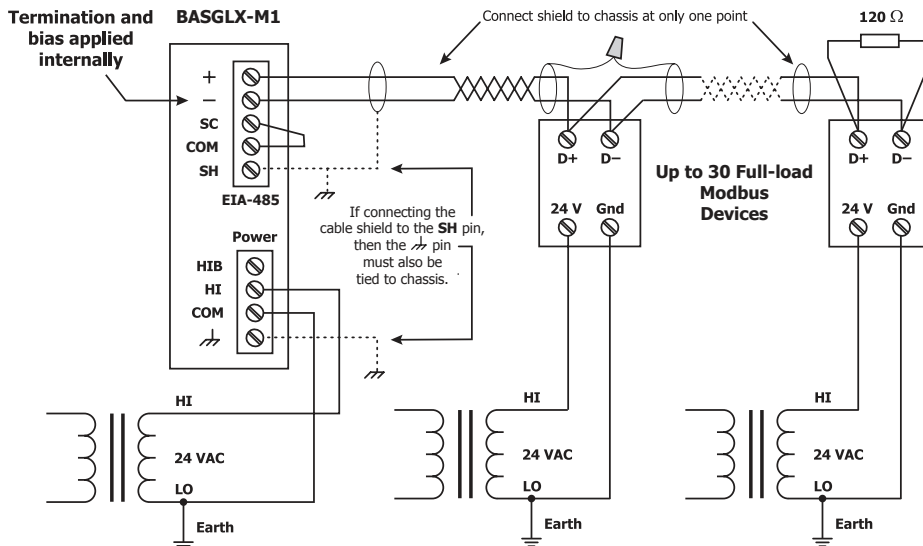 Termination and
bias applied
internally
BASGLX-M1
Connect shield to chassis at only one point
120 Ω
+
−
SC
COM
SH
EIA-485
D+ D−
D+ D−
Up to 30 Full-load
Modbus
Devices
24 V Gnd
24 V Gnd
If connecting the
cable shield to the SH pin,
then the pin
must also be
tied to chassis.
Power
HIB
HI
COM
HI
24 VAC
LO
Earth
HI
24 VAC
LO
Earth
HI
24 VAC
LO
Earth